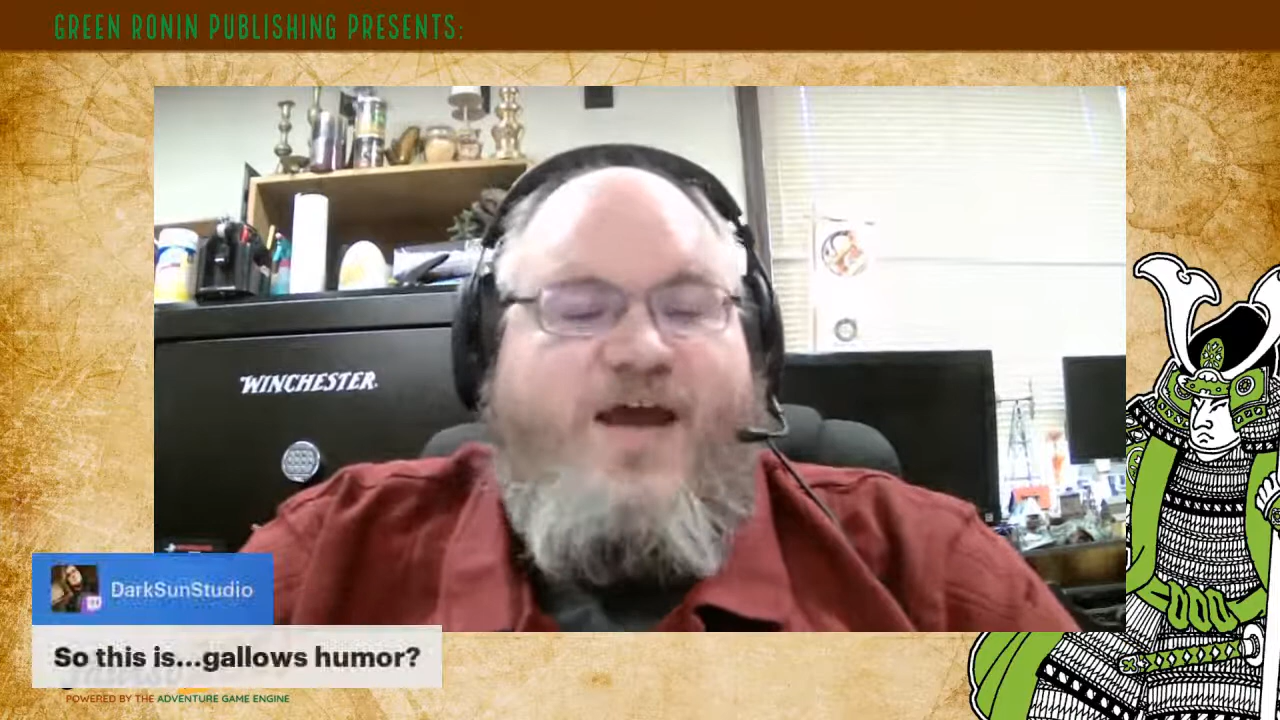 GREEN RONIN PUBLISHING PRESENTS:
WINCHESTER
DarkSunStudio
So this is...gallows humor?
POWERED BY THE ADVENTURE GAME ENGINE